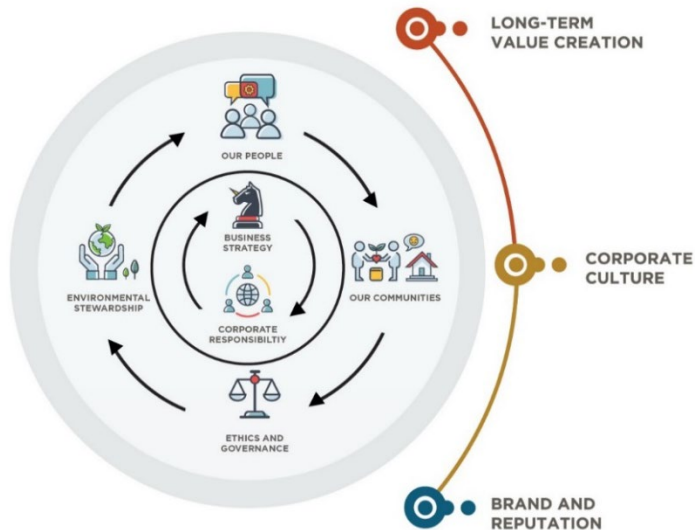 LONG-TERM
VALUE CREATION
OUR PEOPLE
BUSINESS
STRATEGY
CORPORATE
CULTURE
ENVIRONMENTAL
STEWARDSHIP
OUR COMMUNITIES
CORPORATE
RESPONSIBILTIY
ETHICS AND
GOVERNANCE
BRAND AND
REPUTATION